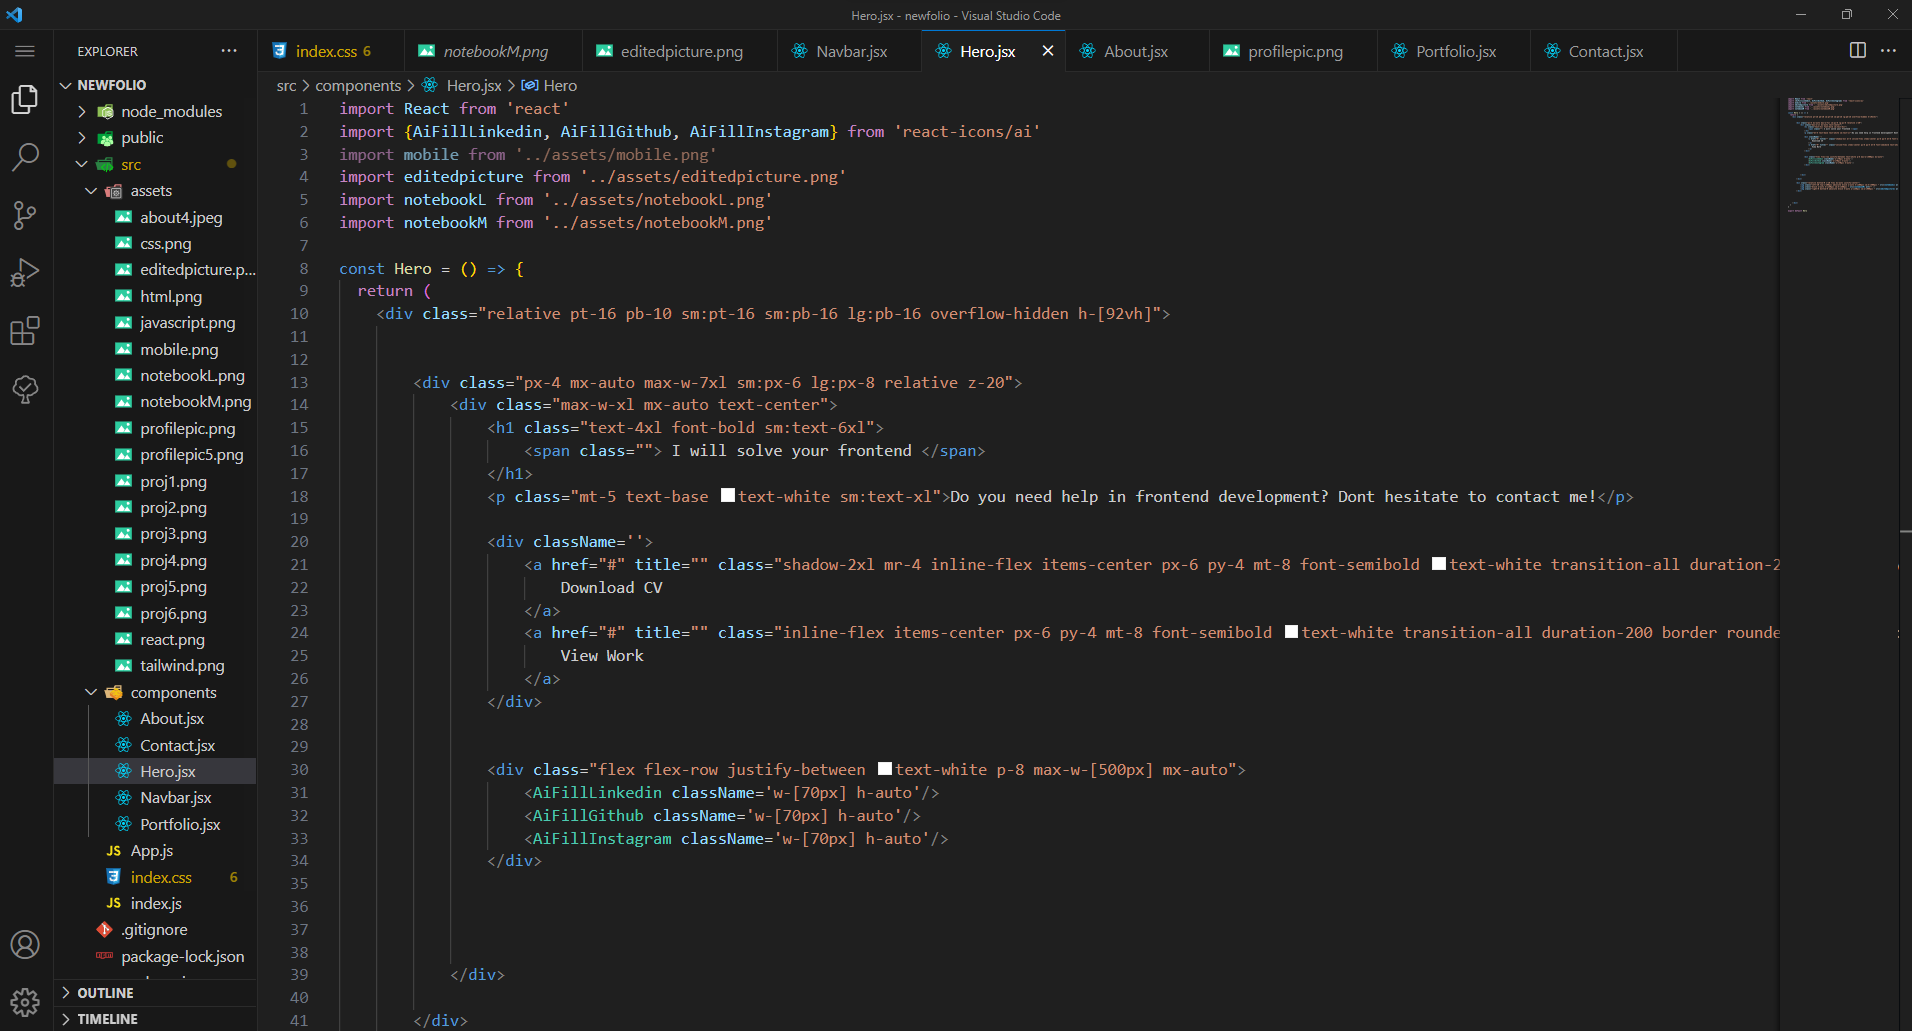 Hero.jsx - newfolio - Visual Studio Code
EXPLORER
NEWFOLIO
node_modules
public
src
assets
about4.jpeg
css.png
editedpicture.p...
html.png
javascript.png
mobile.png
notebookL.png
notebookM.png
profilepic.png
profilepic5.png
proj1.png
proj2.png
proj3.png
proj4.png
proj5.png
proj6.png
react.png
tailwind.png
components
About.jsx
Contact.jsx
Hero.jsx
Navbar.jsx
Portfolio.jsx
JS App.js
index.css 6
JS index.js
.gitignore
package-lock.json
OUTLINE
TIMELINE
index.css 6 notebookM.png editedpicture.png Navbar.jsx Hero.jsx About.jsx profilepic.png Portfolio.jsx Contact.jsx
src > components > Hero.jsx > Hero
1 import React from 'react'
2 import {AiFillLinkedin, AiFillGithub, AiFillInstagram} from 'react-icons/ai'
3 import mobile from '../assets/mobile.png'
4 import editedpicture from '../assets/editedpicture.png'
5 import notebookL from '../assets/notebookL.png'
6 import notebookM from '../assets/notebookM.png'
7
8 const Hero = () => {
9 return (
10 <div class="relative pt-16 pb-10 sm:pt-16 sm:pb-16 lg:pb-16 overflow-hidden h-[92vh]">
11
12
13 <div class="px-4 mx-auto max-w-7xl sm:px-6 lg:px-8 relative z-20">
14 <div class="max-w-xl mx-auto text-center">
15 <h1 class="text-4xl font-bold sm:text-6xl">
16 <span class=""> I will solve your frontend </span>
17 </h1>
18 <p class="mt-5 text-base text-white sm:text-xl">Do you need help in frontend development? Dont hesitate to contact me!</p>
19
20 <div className=''>
21 <a href="#" title="" class="shadow-2xl mr-4 inline-flex items-center px-6 py-4 mt-8 font-semibold text-white transition-all duration-2
22 Download CV
23 </a>
24 <a href="#" title="" class="inline-flex items-center px-6 py-4 mt-8 font-semibold text-white transition-all duration-200 border rounde
25 View Work
26 </a>
27 </div>
28
29
30 <div class="flex flex-row justify-between text-white p-8 max-w-[500px] mx-auto">
31 <AiFillLinkedin className='w-[70px] h-auto'/>
32 <AiFillGithub className='w-[70px] h-auto'/>
33 <AiFillInstagram className='w-[70px] h-auto'/>
34 </div>
35
36
37
38
39 </div>
40
41 </div>